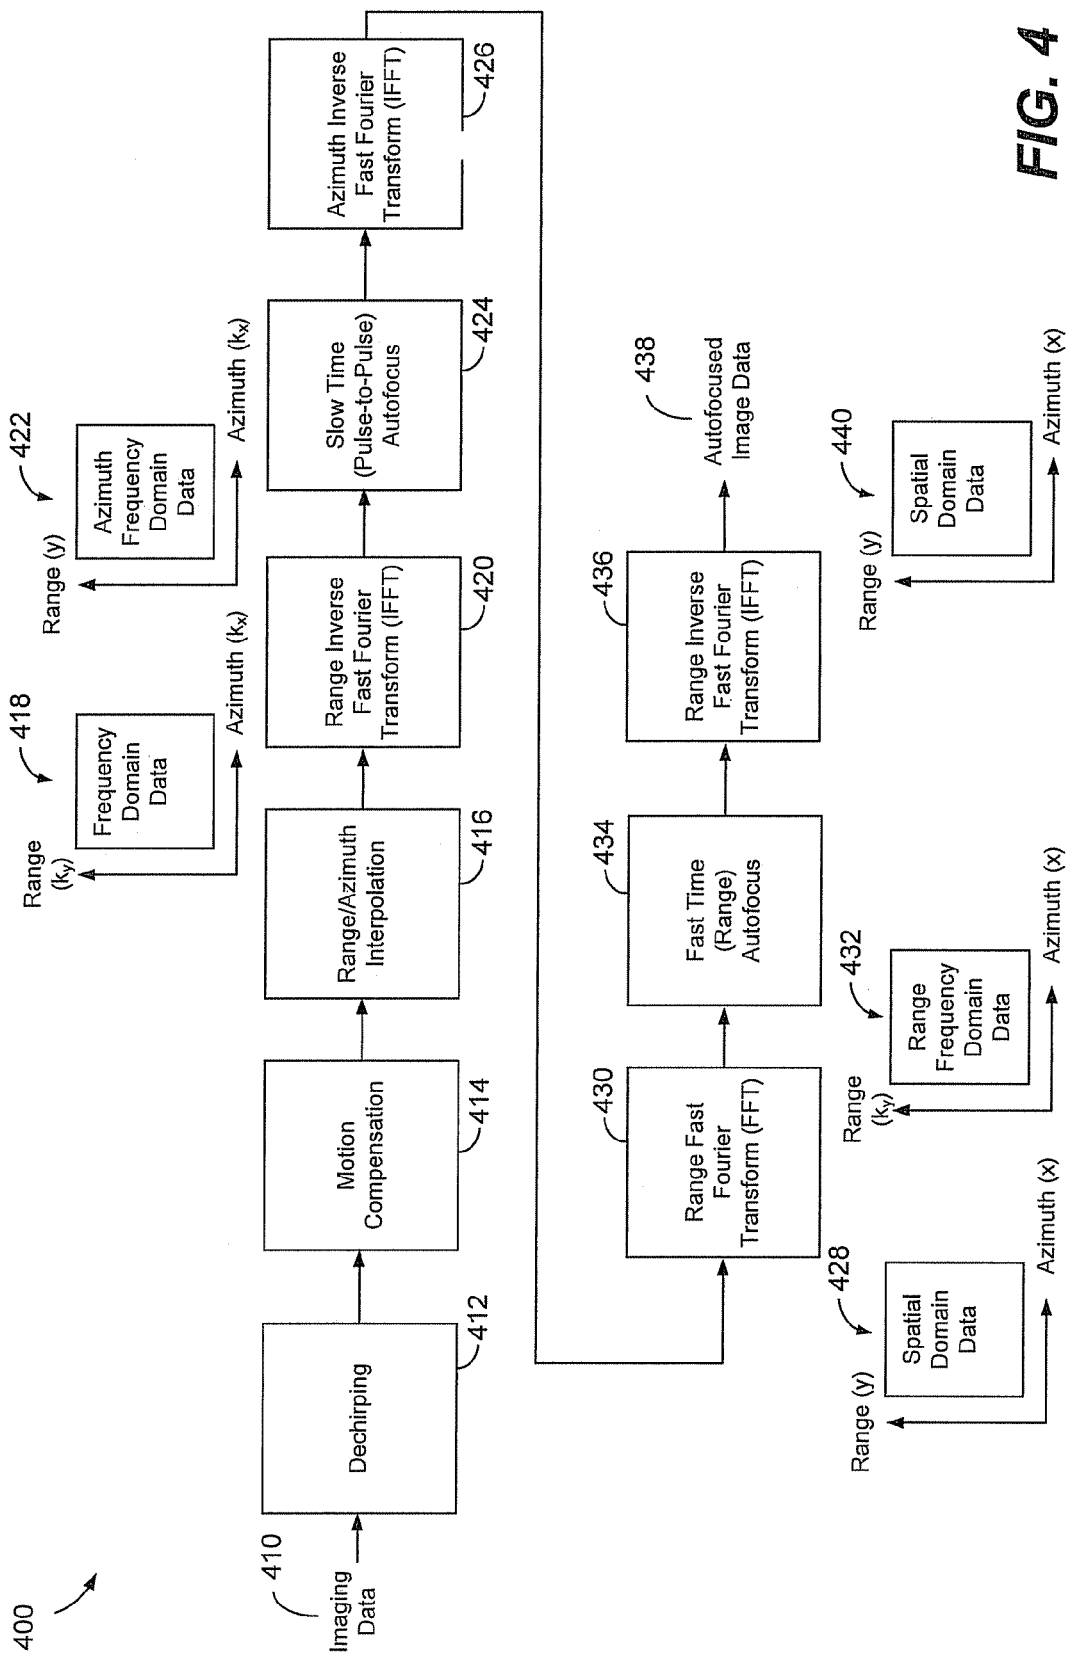 400
410
Imaging
Data
Dechirping
412
Motion
Compensation
414
Range/Azimuth
Interpolation
416
Range
(ky)
418
Frequency
Domain
Data
Azimuth (kx)
Range Inverse
Fast Fourier
Transform (IFFT)
420
Range (y)
422
Azimuth
Frequency
Domain
Data
Azimuth (kx)
Slow Time
(Pulse-to-Pulse)
Autofocus
424
Azimuth Inverse
Fast Fourier
Transform (IFFT)
426
Range (y)
428
Spatial
Domain
Data
Azimuth (x)
Range Fast
Fourier
Transform (FFT)
430
Range
(ky)
432
Range
Frequency
Domain
Data
Azimuth (x)
Fast Time
(Range)
Autofocus
434
Range Inverse
Fast Fourier
Transform (IFFT)
436
438
Autofocused
Image Data
Range (y)
440
Spatial
Domain
Data
Azimuth (x)
FIG. 4